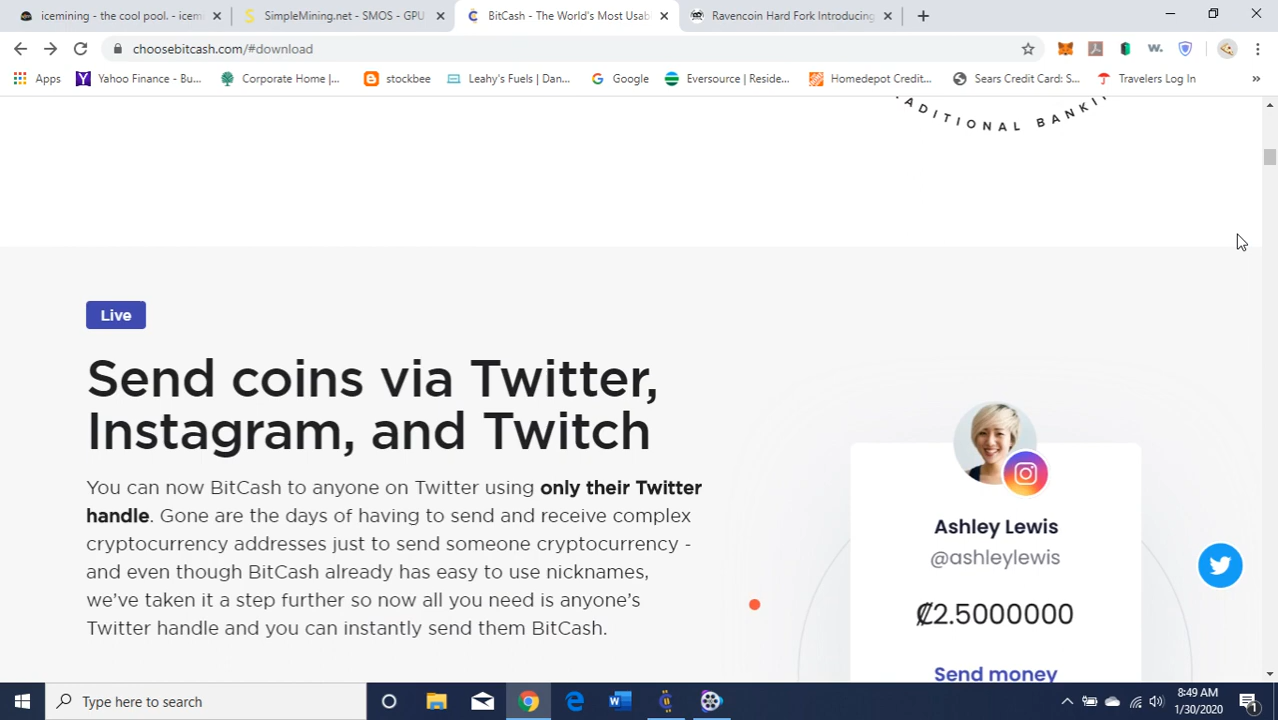 icemining - the cool pool. - icem
SimpleMining.net - SMOS - GPU
BitCash - The World's Most Usab
Ravencoin Hard Fork Introducing
choosebitcash.com/#download
Apps
Yahoo Finance - Bu...
Corporate Home |...
stockbee
Leahy's Fuels | Dan...
Google
Eversource | Reside...
Homedepot Credit...
Sears Credit Card: S...
Travelers Log In
»
ADITIONAL BANKI
Live
Send coins via Twitter,
Instagram, and Twitch
You can now BitCash to anyone on Twitter using only their Twitter
handle. Gone are the days of having to send and receive complex
cryptocurrency addresses just to send someone cryptocurrency -
and even though BitCash already has easy to use nicknames,
we've taken it a step further so now all you need is anyone's
Twitter handle and you can instantly send them BitCash.
Ashley Lewis
@ashleylewis
₡2.5000000
Send money
Type here to search
8:49 AM
1/30/2020